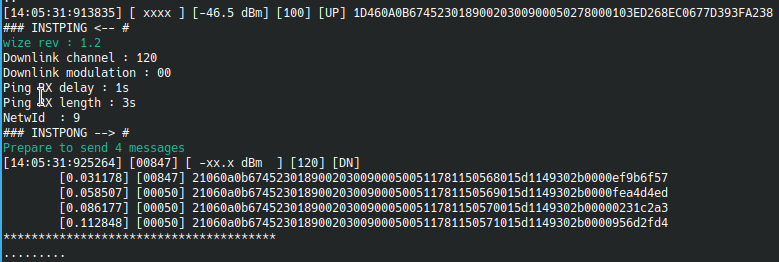 ..
[14:05:31:913835] [ xxxx ] [-46.5 dBm] [100] [UP] 1D460A0B67452301890020300900050278000103ED268EC0677D393FA238
### INSTPING <-- #
wize rev : 1.2
Downlink channel : 120
Downlink modulation : 00
Ping RX delay : 1s
Ping RX length : 3s
NetwId  : 9
### INSTPONG --> #
Prepare to send 4 messages
[14:05:31:925264] [00847] [ -xx.x dBm  ] [120] [DN]
[0.031178] [00847] 21060a0b67452301890020300900050051178115056801​5d1149302b0000ef9b6f57
[0.058507] [00050] 21060a0b674523018900203009000500511781150569015d1149302b0000fea4d4ed
[0.086177] [00050] 21060a0b674523018900203009000500511781150570015d1149302b00000231c2a3
[0.112848] [00050] 21060a0b674523018900203009000500511781150571015d1149302b0000956d2fd4
***************************************
.........